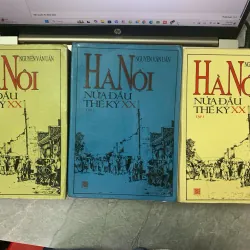 NGUYỄN VĂN UẨN
HÀ NỘI
NỬA ĐẦU
THẾ KỶ XX
NGUYỄN VĂN UẨN
HÀ NỘI
NỬA ĐẦU
THẾ KỶ XX
HÀ NỘI
NỬA ĐẦU
THẾ KỶ XX